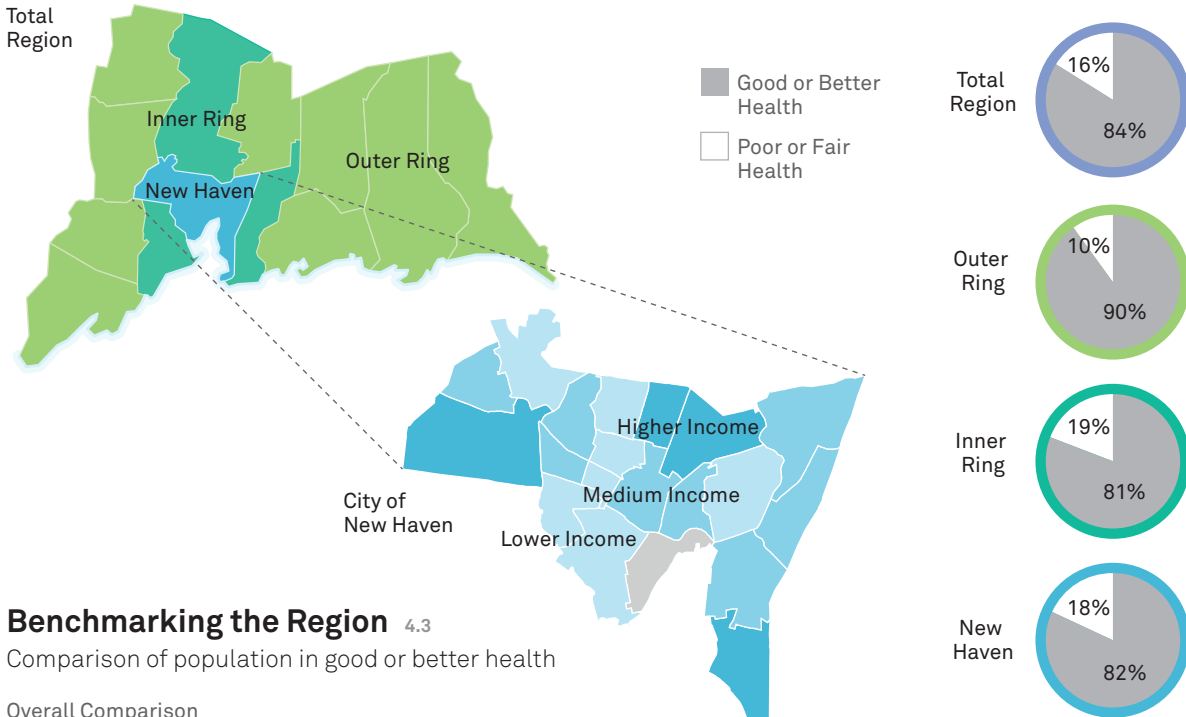 Total
Region
Inner Ring
Outer Ring
New Haven
Good or Better
Health
Poor or Fair
Health
City of
New Haven
Higher Income
Medium Income
Lower Income
Total
Region
16%
84%
Outer
Ring
10%
90%
Inner
Ring
19%
81%
New
Haven
18%
82%
Benchmarking the Region 4.3
Comparison of population in good or better health
Overall Comparison